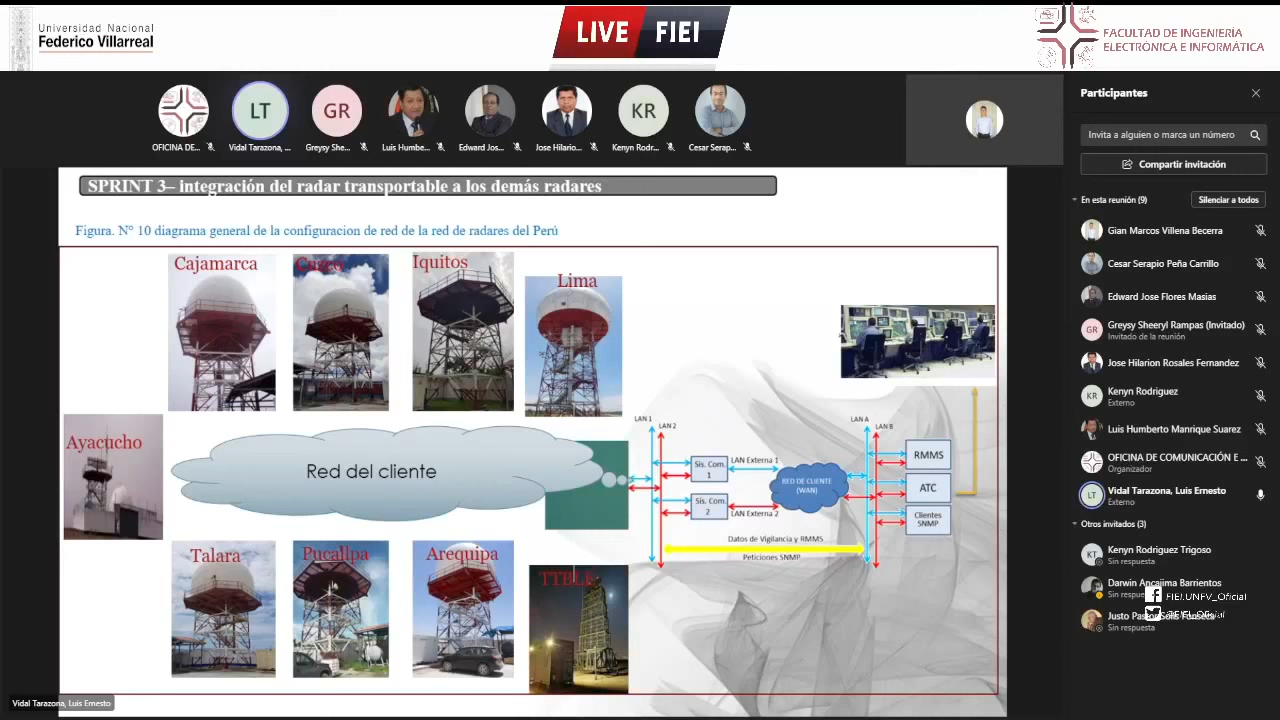 Universidad Nacional
Federico Villarreal
LIVE FIEI
FACULTAD DE INGENIERÍA
ELECTRÓNICA E INFORMÁTICA
LT
GR
KR
OFICINA DE...
Vidal Tarazona, ...
Greysy She...
Luis Humbe...
Edward Jos...
Jose Hilario...
Kenyn Rodr...
Cesar Serap...
Participantes
Invita a alguien o marca un número
Compartir invitación
En esta reunión (9)
Silenciar a todos
Gian Marcos Villena Becerra
Cesar Serapio Peña Carrillo
Edward Jose Flores Masias
GR
Greysy Sheeryl Rampas (Invitado)
Invitado de la reunión
Jose Hilarion Rosales Fernandez
KR
Kenyn Rodriguez
Externo
Luis Humberto Manrique Suarez
OFICINA DE COMUNICACIÓN E ...
Organizador
LT
Vidal Tarazona, Luis Ernesto
Externo
Otros invitados (3)
KT
Kenyn Rodriguez Trigoso
Sin respuesta
Darwin Ancajima Barrientos
Sin respue
FIEI.UNFV_Oficial
Sin respuesta
SPRINT 3– integración del radar transportable a los demás radares
Figura. N° 10 diagrama general de la configuracion de red de la red de radares del Perú
Cajamarca
Cusco
Iquitos
Lima
Ayacucho
Red del cliente
Talara
Pucallpa
Arequipa
LAN 1
LAN 2
Sis. Com.
1
LAN Externa 1
Sis. Com.
2
LAN Externa 2
RED DE CLIENTE
(WAN)
LAN A
LAN B
RMMS
ATC
Clientes
SNMP
Datos de Vigilancia y RMMS
Peticiones SNMP
Vidal Tarazona, Luis Ernesto